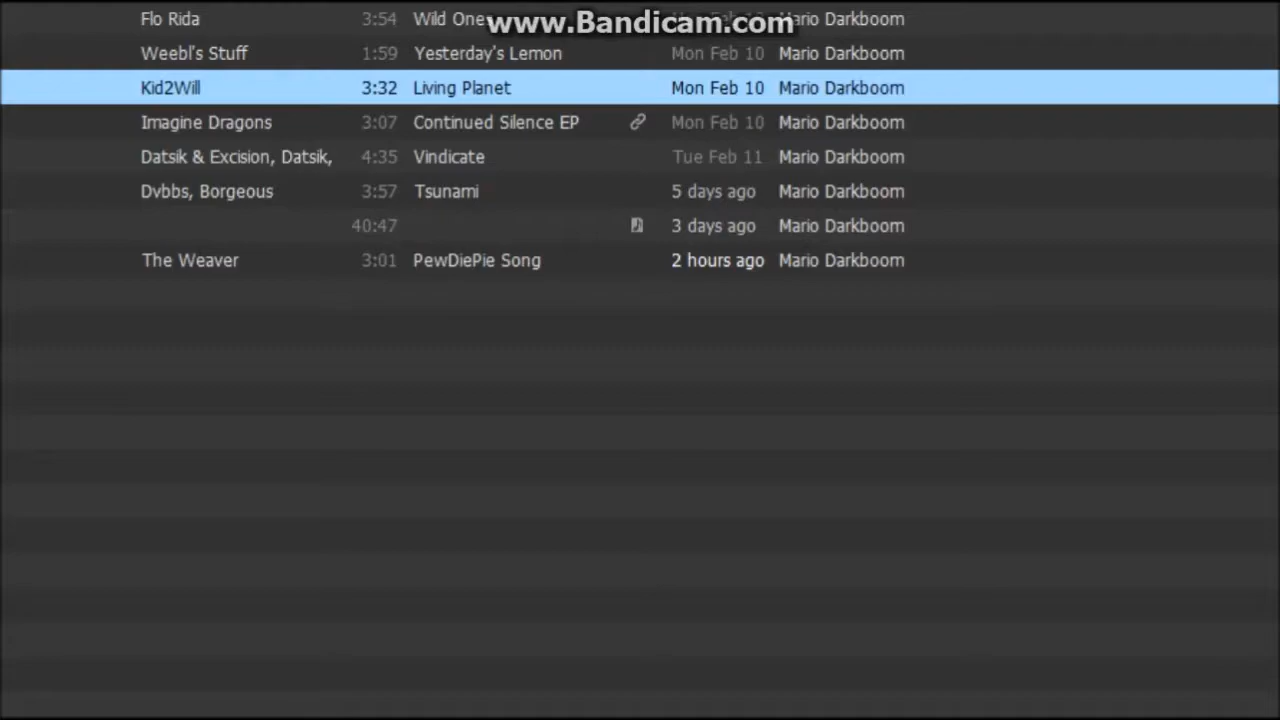 www.Bandicam.com
Flo Rida 3:54 Wild Ones Mario Darkboom
Weebl's Stuff 1:59 Yesterday's Lemon Mon Feb 10 Mario Darkboom
Kid2Will 3:32 Living Planet Mon Feb 10 Mario Darkboom
Imagine Dragons 3:07 Continued Silence EP Mon Feb 10 Mario Darkboom
Datsik & Excision, Datsik, 4:35 Vindicate Tue Feb 11 Mario Darkboom
Dvbbs, Borgeous 3:57 Tsunami 5 days ago Mario Darkboom
40:47 3 days ago Mario Darkboom
The Weaver 3:01 PewDiePie Song 2 hours ago Mario Darkboom